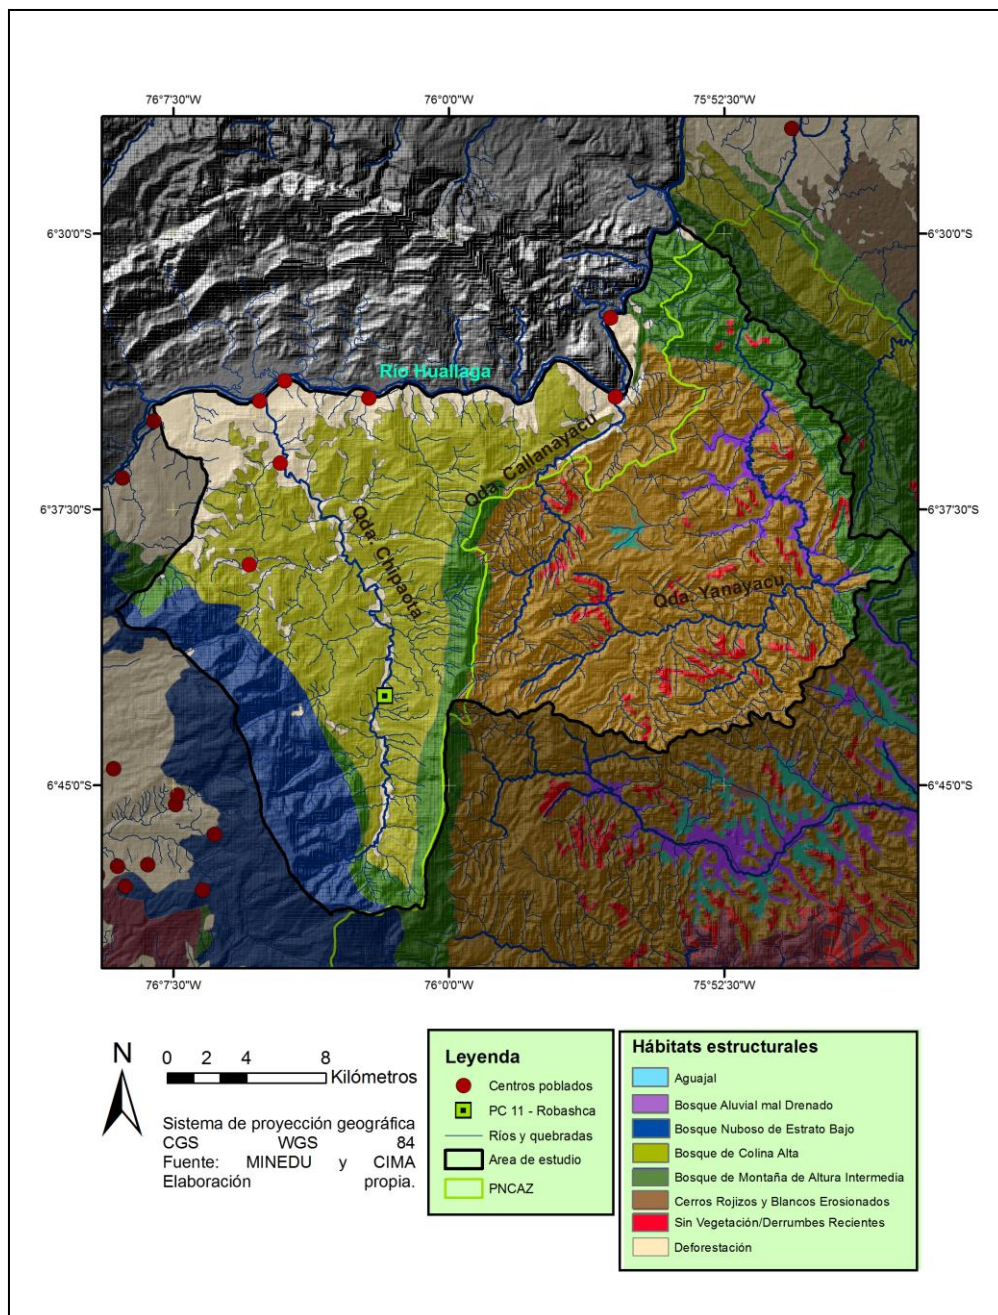 76°7'30"W 76°0'0"W 75°52'30"W
6°30'0"S 6°30'0"S
Río Huallaga
Qda. Callanayacu
6°37'30"S 6°37'30"S
Qda. Chipaota
Qda. Yanayacu
6°45'0"S 6°45'0"S
76°7'30"W 76°0'0"W 75°52'30"W
N
0 2 4 8
Kilómetros
Sistema de proyección geográfica
CGS WGS 84
Fuente: MINEDU y CIMA
Elaboración propia.
Leyenda
Centros poblados
PC 11 - Robashca
Ríos y quebradas
Area de estudio
PNCAZ
Hábitats estructurales
Aguajal
Bosque Aluvial mal Drenado
Bosque Nuboso de Estrato Bajo
Bosque de Colina Alta
Bosque de Montaña de Altura Intermedia
Cerros Rojizos y Blancos Erosionados
Sin Vegetación/Derrumbes Recientes
Deforestación